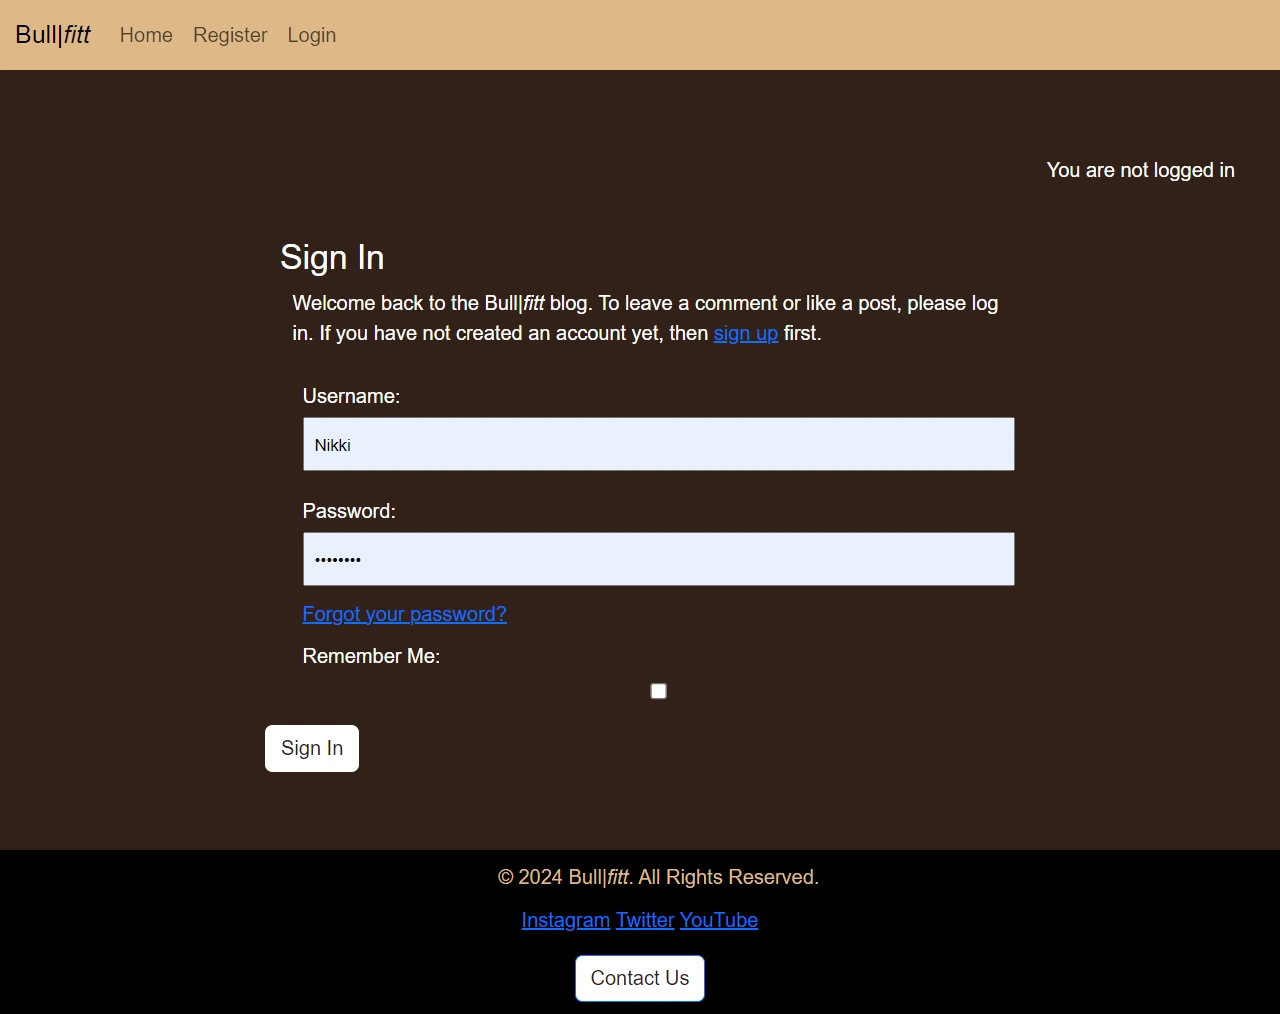 Bull|fitt Home Register Login
You are not logged in
Sign In
Welcome back to the Bull|fitt blog. To leave a comment or like a post, please log
in. If you have not created an account yet, then sign up first.
Username:
Nikki
Password:
••••••••
Forgot your password?
Remember Me:
Sign In
© 2024 Bull|fitt. All Rights Reserved.
Instagram Twitter YouTube
Contact Us